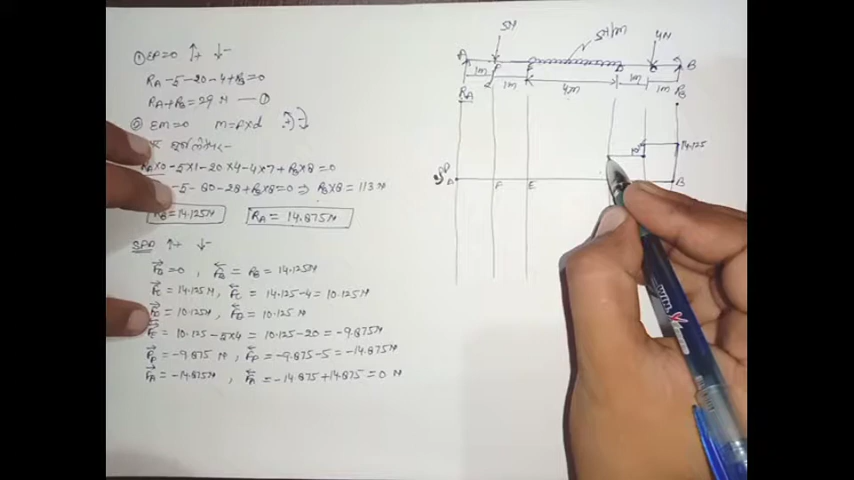 ① ΣF=0 ↑+ ↓-
RA-5-20-4+RB=0
RA+RB=29 N — ①
② ΣM=0 M=F×d
RA×0-5×1-20×4-4×7+RB×8=0
-5-80-28+RB×8=0 ⇒ RB×8=113 N
RB=14.125N RA=14.875N
SFD ↑+ ↓-
FB=0, FB=RB=14.125N
FC=14.125N, FC=14.125-4=10.125N
FD=10.125N, FD=10.125 N
FE=10.125-5×4=10.125-20=-9.875N
FF=-9.875 N, FF=-9.875-5=-14.875N
FA=-14.875N, FA=-14.875+14.875=0 N
5N
5N/m
4N
A F E D C B
1m 1m 4m 1m 1m
RA RB
14.125
10
SFD
A F E B
win